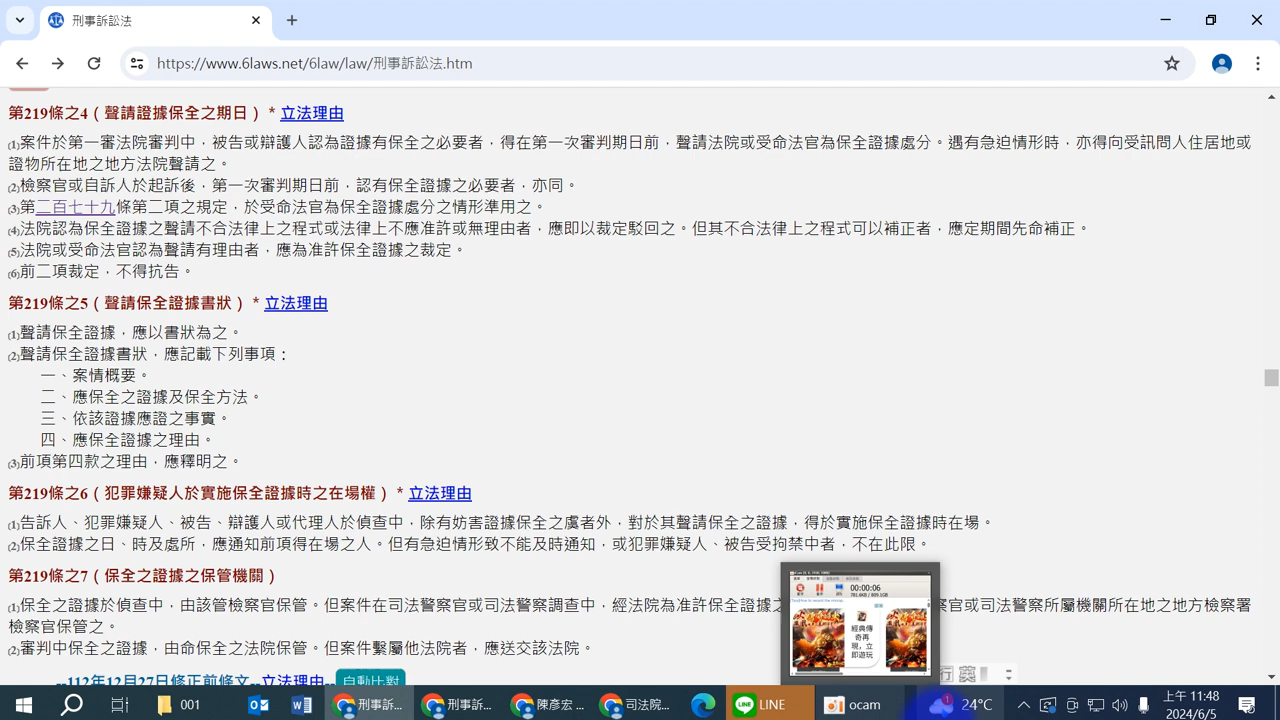 刑事訴訟法
https://www.6laws.net/6law/law/刑事訴訟法.htm
第219條之4（聲請證據保全之期日）＊立法理由
(1)案件於第一審法院審判中，被告或辯護人認為證據有保全之必要者，得在第一次審判期日前，聲請法院或受命法官為保全證據處分。遇有急迫情形時，亦得向受訊問人住居地或
證物所在地之地方法院聲請之。
(2)檢察官或自訴人於起訴後，第一次審判期日前，認有保全證據之必要者，亦同。
(3)第二百七十九條第二項之規定，於受命法官為保全證據處分之情形準用之。
(4)法院認為保全證據之聲請不合法律上之程式或法律上不應准許或無理由者，應即以裁定駁回之。但其不合法律上之程式可以補正者，應定期間先命補正。
(5)法院或受命法官認為聲請有理由者，應為准許保全證據之裁定。
(6)前二項裁定，不得抗告。
第219條之5（聲請保全證據書狀）＊立法理由
(1)聲請保全證據，應以書狀為之。
(2)聲請保全證據書狀，應記載下列事項：
一、案情概要。
二、應保全之證據及保全方法。
三、依該證據應證之事實。
四、應保全證據之理由。
(3)前項第四款之理由，應釋明之。
第219條之6（犯罪嫌疑人於實施保全證據時之在場權）＊立法理由
(1)告訴人、犯罪嫌疑人、被告、辯護人或代理人於偵查中，除有妨害證據保全之虞者外，對於其聲請保全之證據，得於實施保全證據時在場。
(2)保全證據之日、時及處所，應通知前項得在場之人。但有急迫情形致不能及時通知，或犯罪嫌疑人、被告受拘禁中者，不在此限。
第219條之7（保全之證據之保管機關）
(1)保全之證據於偵查中，由該管檢察官保管。但案件在司法警察官或司法警察調查中，經法院為准許保全證據之 察官或司法警察所屬機關所在地之地方檢察署
檢察官保管之。
(2)審判中保全之證據，由命保全之法院保管。但案件繫屬他法院者，應送交該法院。
--112年12月27日修正前條文--立法理由-- 自動比對
00:00:06
經典傳
奇再
現，立
即遊玩
行 英
001
刑事訴...
刑事訴...
陳彥宏 ...
司法院...
LINE
ocam
1
24°C
上午 11:48
2024/6/5